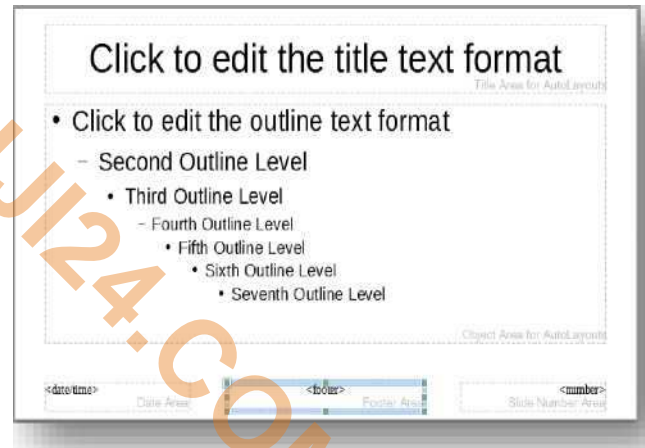 Click to edit the title text format
Title Area for AutoLayouts
• Click to edit the outline text format
– Second Outline Level
• Third Outline Level
– Fourth Outline Level
• Fifth Outline Level
• Sixth Outline Level
• Seventh Outline Level
Object Area for AutoLayouts
<date/time> <footer> <number>
Date Area Footer Area Slide Number Area
JI24.COM